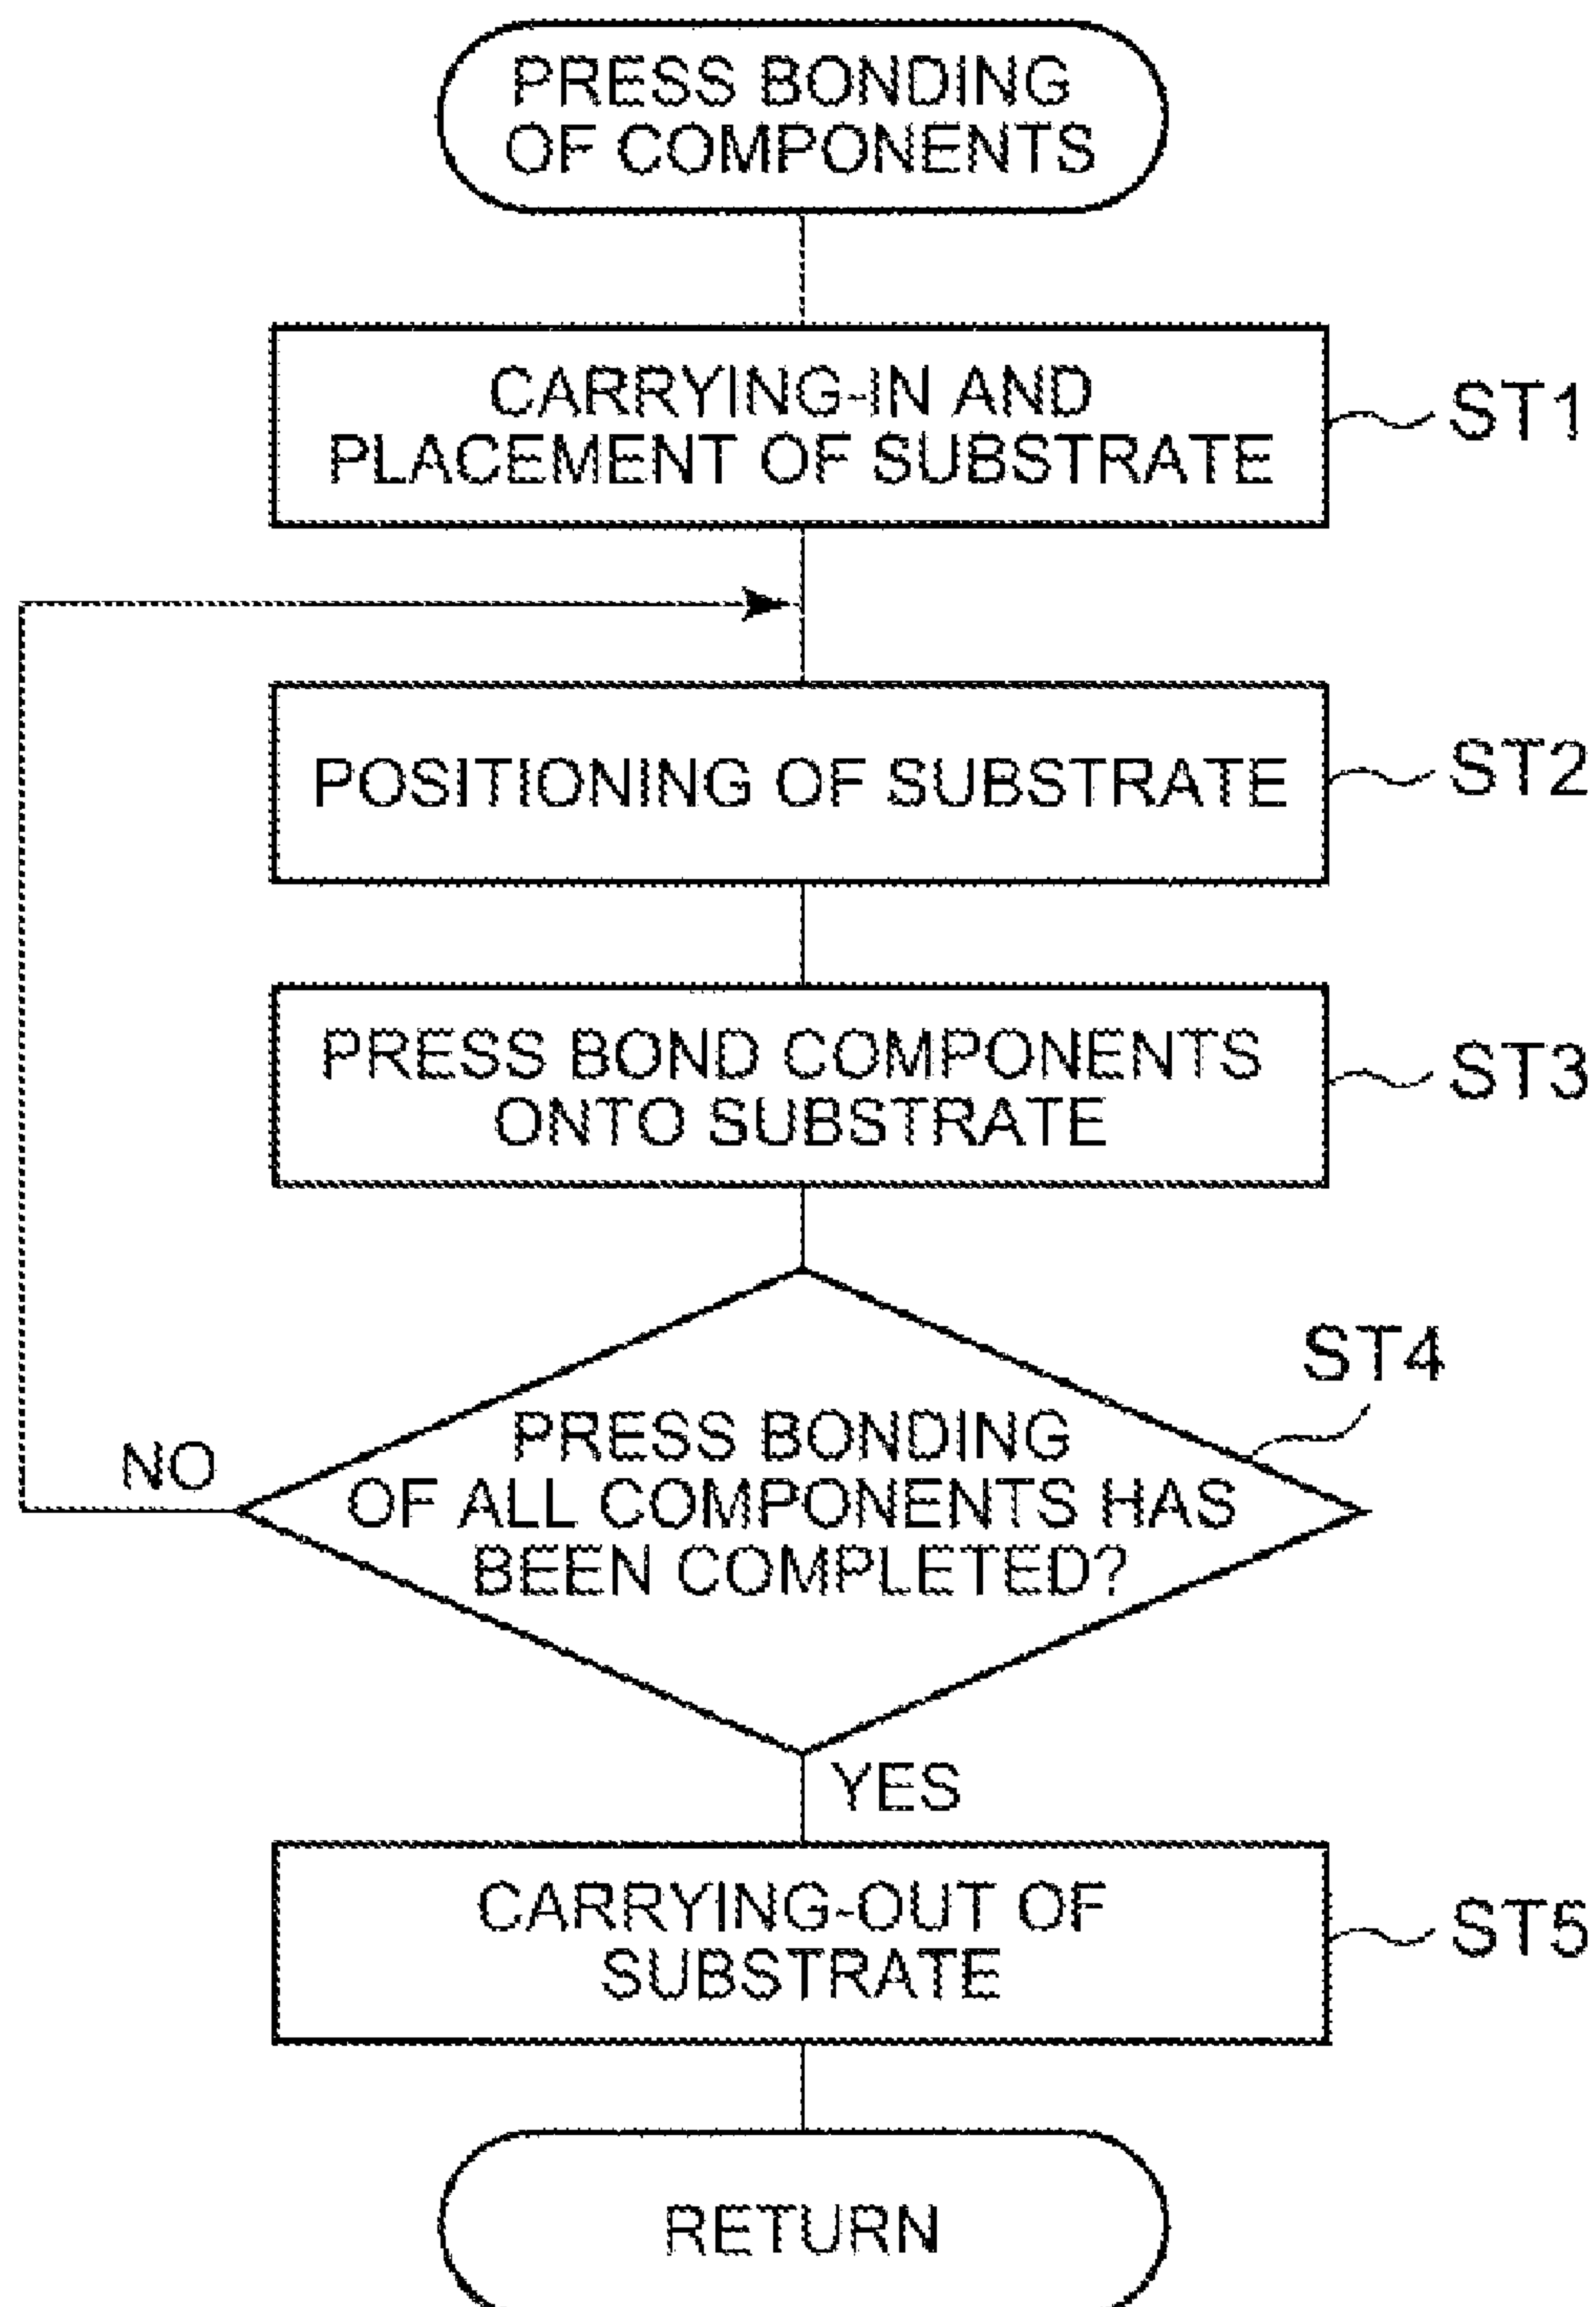 PRESS BONDING
OF COMPONENTS
CARRYING-IN AND
PLACEMENT OF SUBSTRATE
ST1
POSITIONING OF SUBSTRATE
ST2
PRESS BOND COMPONENTS
ONTO SUBSTRATE
ST3
ST4
PRESS BONDING
OF ALL COMPONENTS HAS
BEEN COMPLETED?
NO
YES
CARRYING-OUT OF
SUBSTRATE
ST5
RETURN